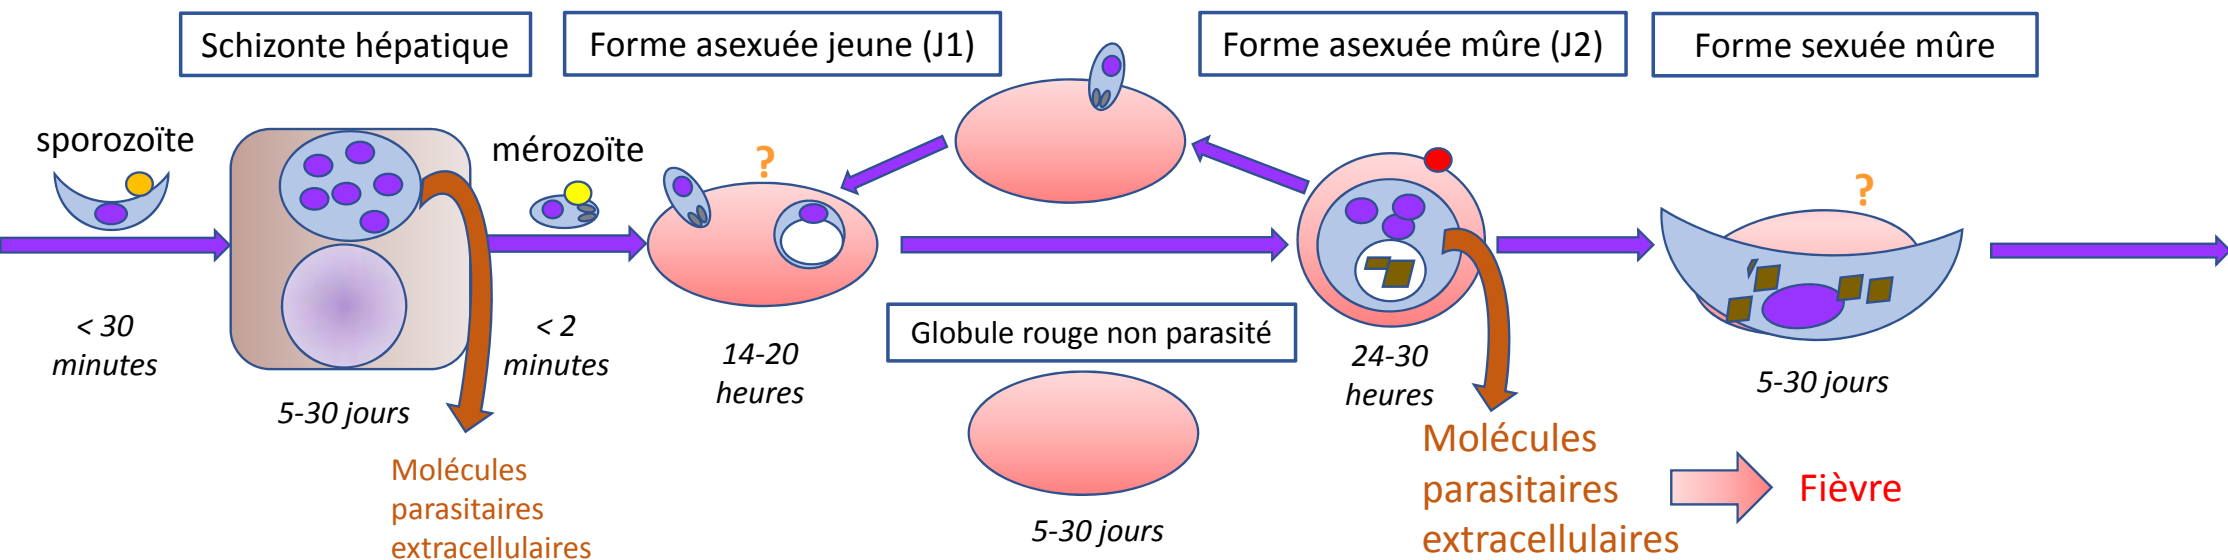 Schizonte hépatique
Forme asexuée jeune (J1)
Forme asexuée mûre (J2)
Forme sexuée mûre
sporozoïte
mérozoïte
?
?
< 30
minutes
< 2
minutes
14-20
heures
Globule rouge non parasité
24-30
heures
5-30 jours
5-30 jours
Molécules
parasitaires
extracellulaires
5-30 jours
Molécules
parasitaires
extracellulaires
Fièvre